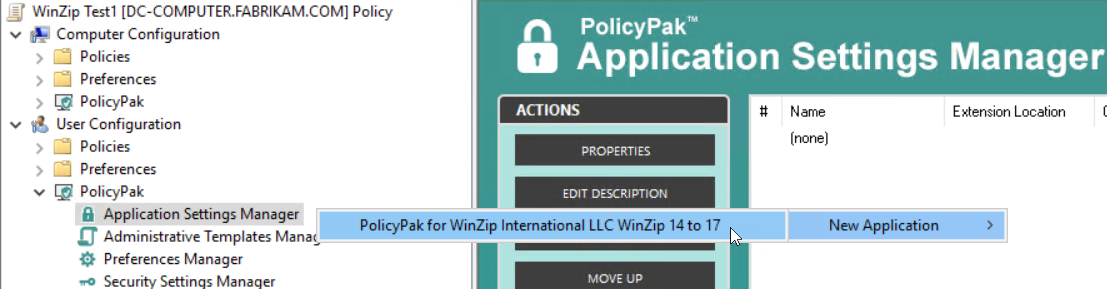 WinZip Test1 [DC-COMPUTER.FABRIKAM.COM] Policy
Computer Configuration
Policies
Preferences
PolicyPak
User Configuration
Policies
Preferences
PolicyPak
Application Settings Manager
Administrative Templates Manag
Preferences Manager
Security Settings Manager
PolicyPak for WinZip International LLC WinZip 14 to 17
New Application
PolicyPak™
Application Settings Manager
ACTIONS
PROPERTIES
EDIT DESCRIPTION
MOVE UP
# Name Extension Location
(none)